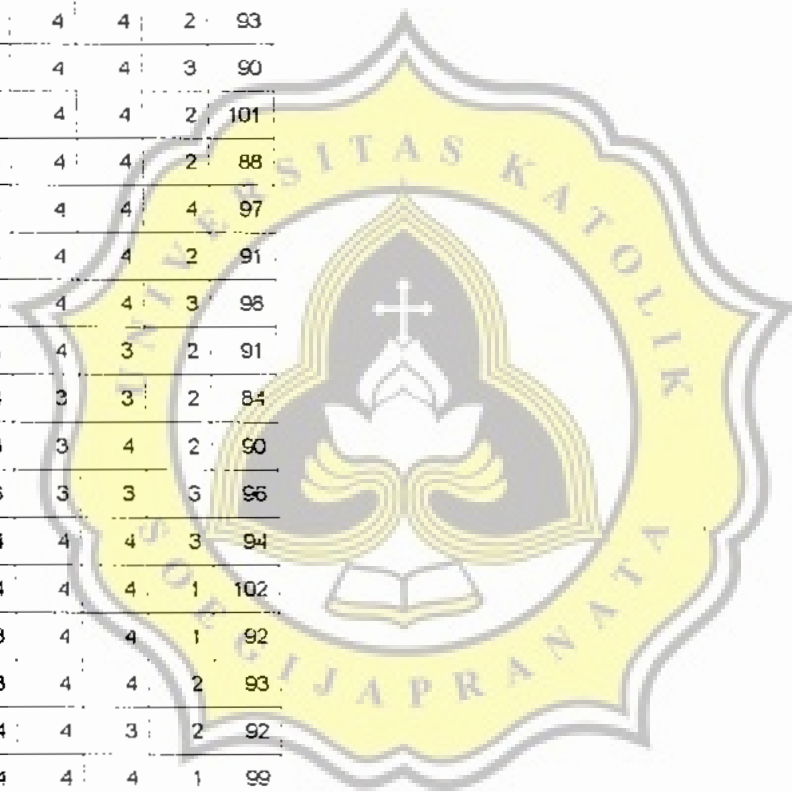 4 4 2 93
4 4 3 90
4 4 2 101
4 4 2 88
4 4 4 97
4 4 2 91
4 4 3 98
4 3 2 91
3 3 2 84
3 4 2 90
3 3 3 96
4 4 3 94
4 4 1 102
4 4 1 92
4 4 2 93
4 3 2 92
4 4 1 99
UNIVERSITAS KATOLIK
SOEGIJAPRANATA